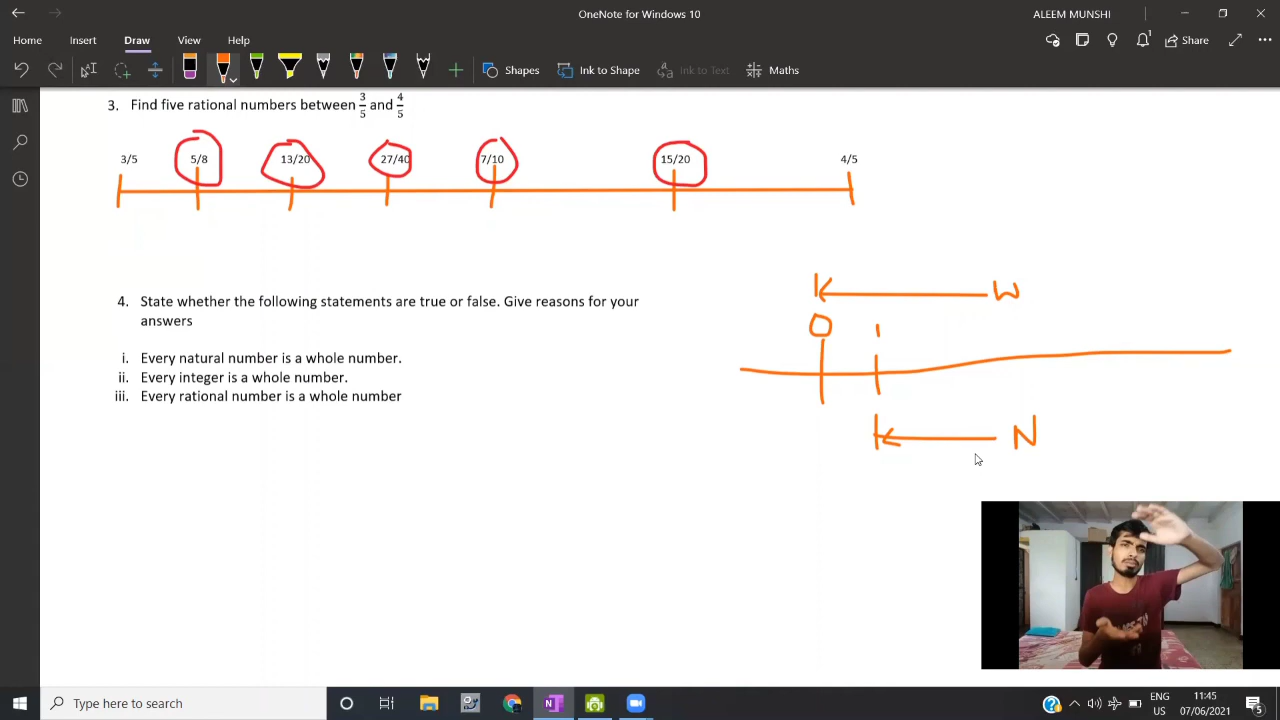 OneNote for Windows 10
ALEEM MUNSHI
Home Insert Draw View Help
Share
Shapes Ink to Shape Ink to Text Maths
3. Find five rational numbers between 3/5 and 4/5
3/5 5/8 13/20 27/40 7/10 15/20 4/5
W
0 1
4. State whether the following statements are true or false. Give reasons for your
answers
i. Every natural number is a whole number.
ii. Every integer is a whole number.
iii. Every rational number is a whole number
N
Type here to search
ENG
US
11:45
07/06/2021
5